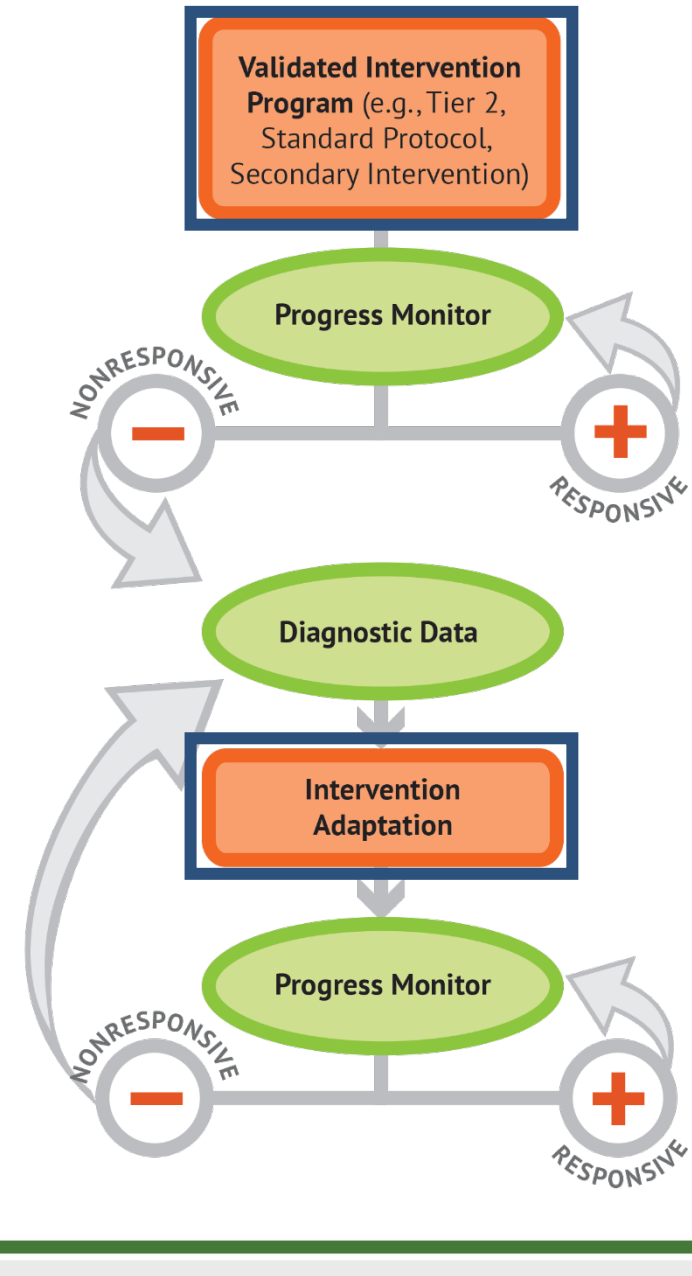 Validated Intervention
Program (e.g., Tier 2,
Standard Protocol,
Secondary Intervention)
Progress Monitor
NONRESPONSIVE
RESPONSIVE
Diagnostic Data
Intervention
Adaptation
Progress Monitor
NONRESPONSIVE
RESPONSIVE